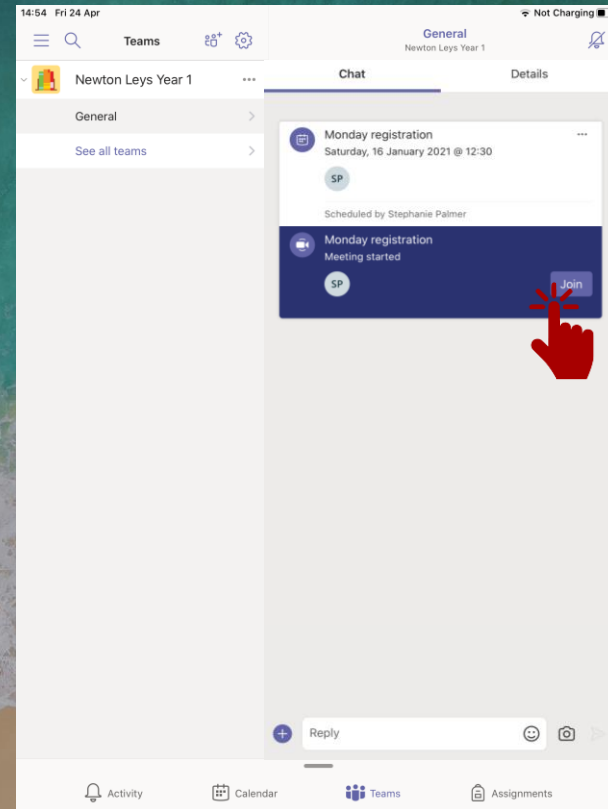 14:54 Fri 24 Apr
Not Charging
Teams
General
Newton Leys Year 1
Newton Leys Year 1
...
General
See all teams
Chat
Details
Monday registration
...
Saturday, 16 January 2021 @ 12:30
SP
Scheduled by Stephanie Palmer
Monday registration
Meeting started
SP
Join
Reply
Activity
Calendar
Teams
Assignments